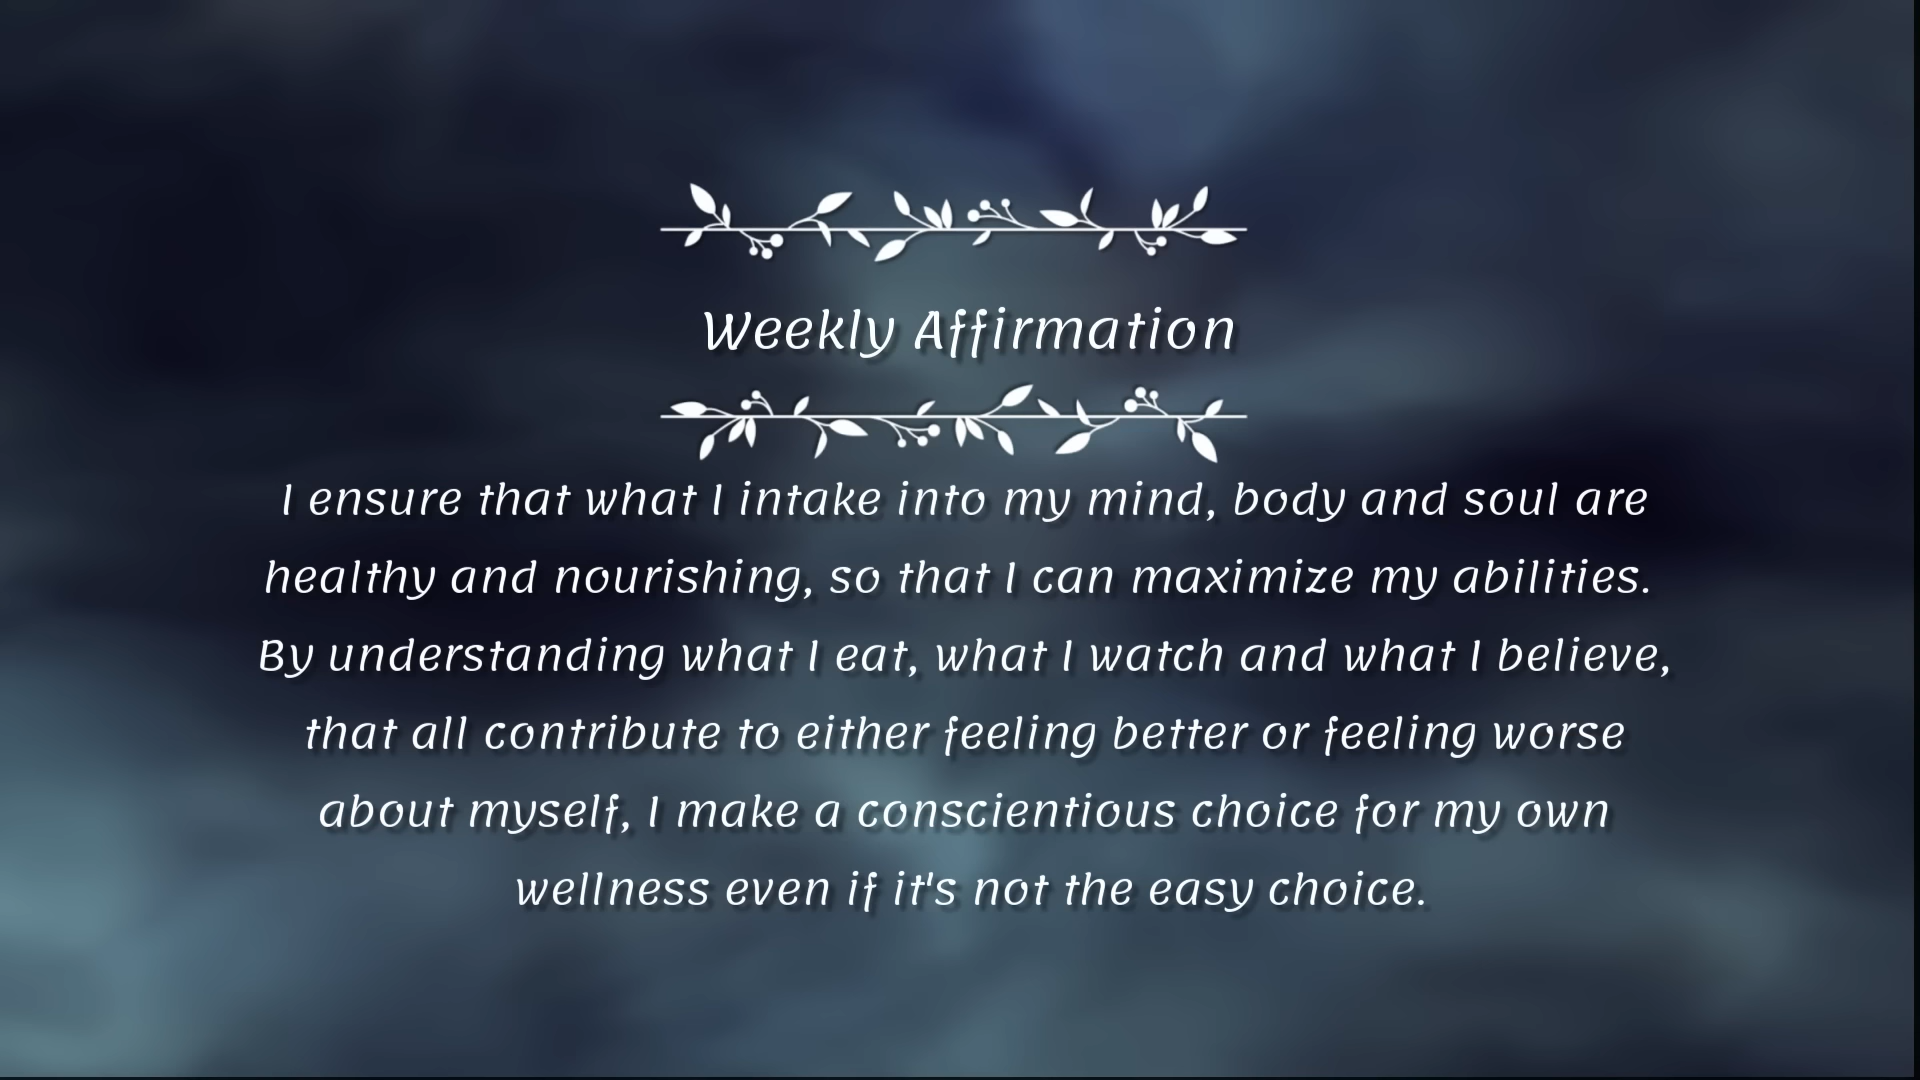 Weekly Affirmation
I ensure that what I intake into my mind, body and soul are
healthy and nourishing, so that I can maximize my abilities.
By understanding what I eat, what I watch and what I believe,
that all contribute to either feeling better or feeling worse
about myself, I make a conscientious choice for my own
wellness even if it's not the easy choice.